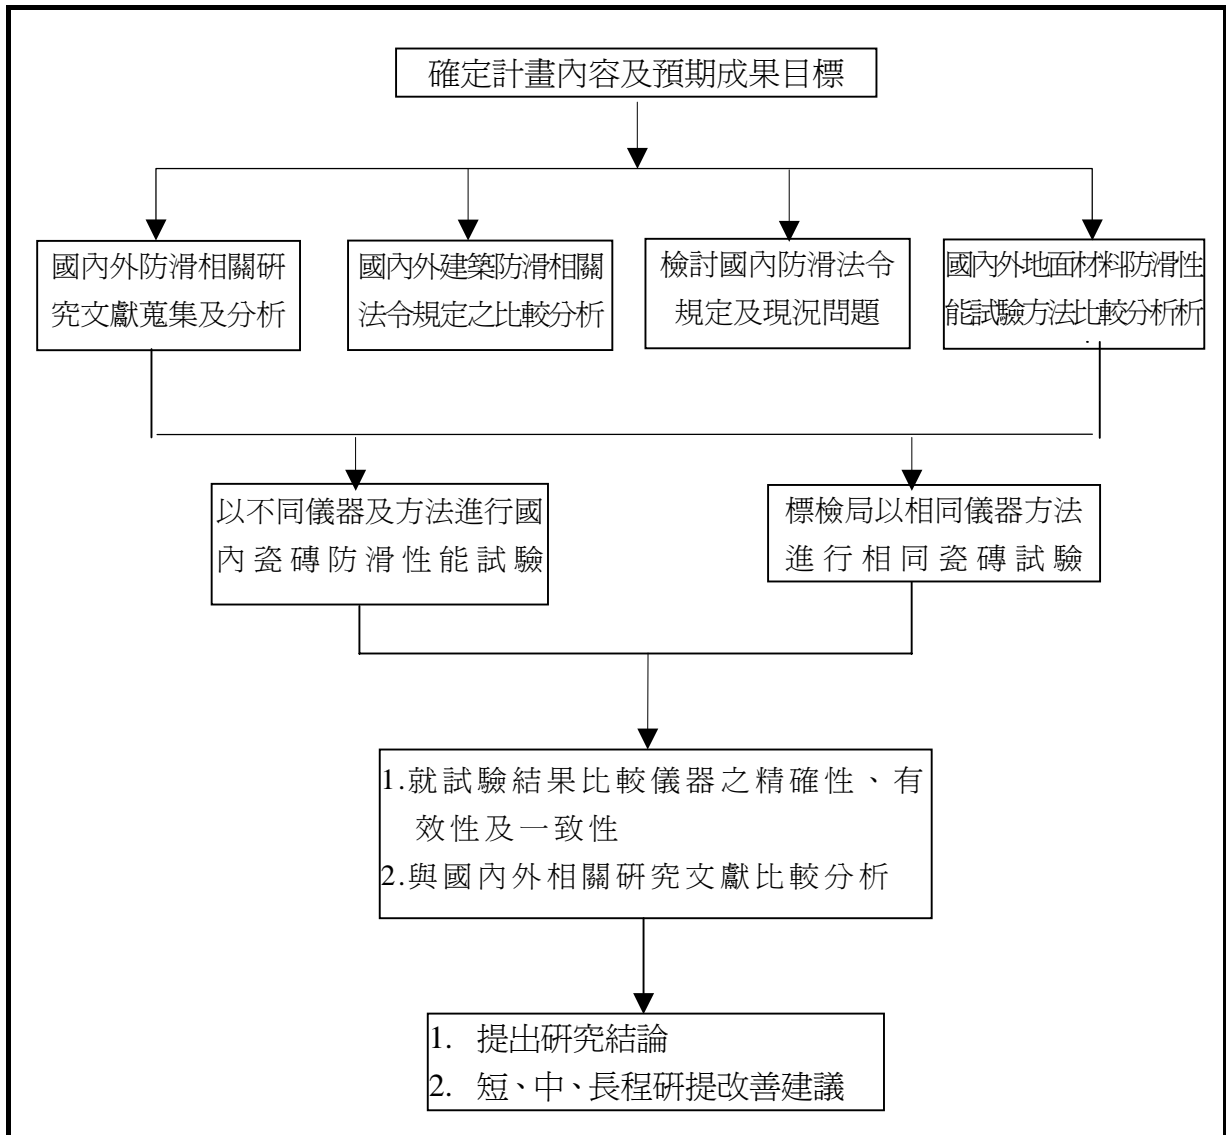 確定計畫內容及預期成果目標
國內外防滑相關研
究文獻蒐集及分析
國內外建築防滑相關
法令規定之比較分析
檢討國內防滑法令
規定及現況問題
國內外地面材料防滑性
能試驗方法比較分析析
以不同儀器及方法進行國
內瓷磚防滑性能試驗
標檢局以相同儀器方法
進行相同瓷磚試驗
1.就試驗結果比較儀器之精確性、有
效性及一致性
2.與國內外相關研究文獻比較分析
1. 提出研究結論
2. 短、中、長程研提改善建議